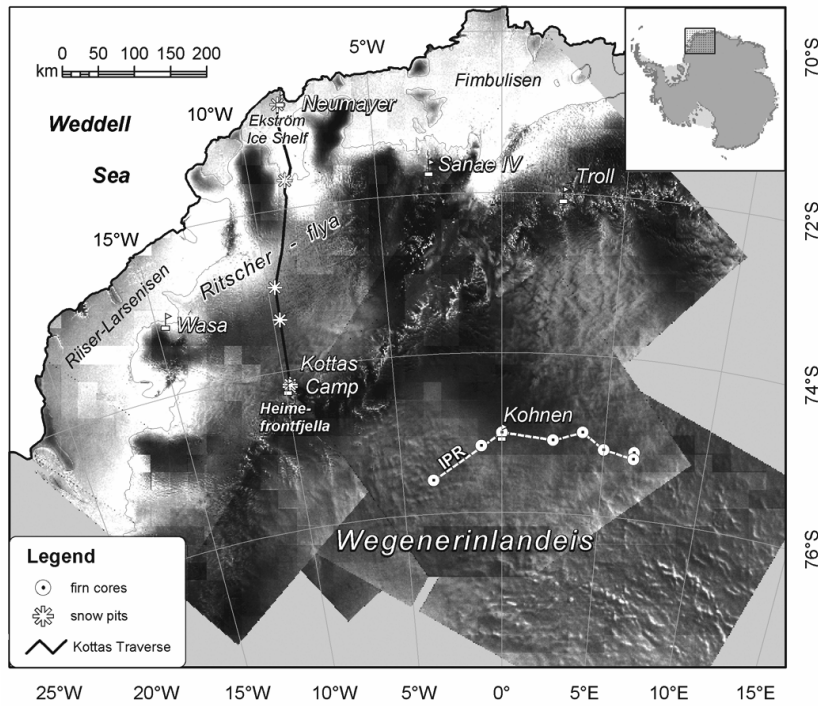 0 50 100 150 200
km
5°W
70°S
Fimbulisen
10°W
Neumayer
Weddell
Sea
Ekström
Ice Shelf
Sanae IV
Troll
72°S
15°W
Ritscher - flya
Riiser-Larsenisen
Wasa
Kottas
Camp
74°S
Heime-
frontfjella
Kohnen
IPR
Wegenerinlandeis
76°S
Legend
firn cores
snow pits
Kottas Traverse
25°W 20°W 15°W 10°W 5°W 0° 5°E 10°E 15°E